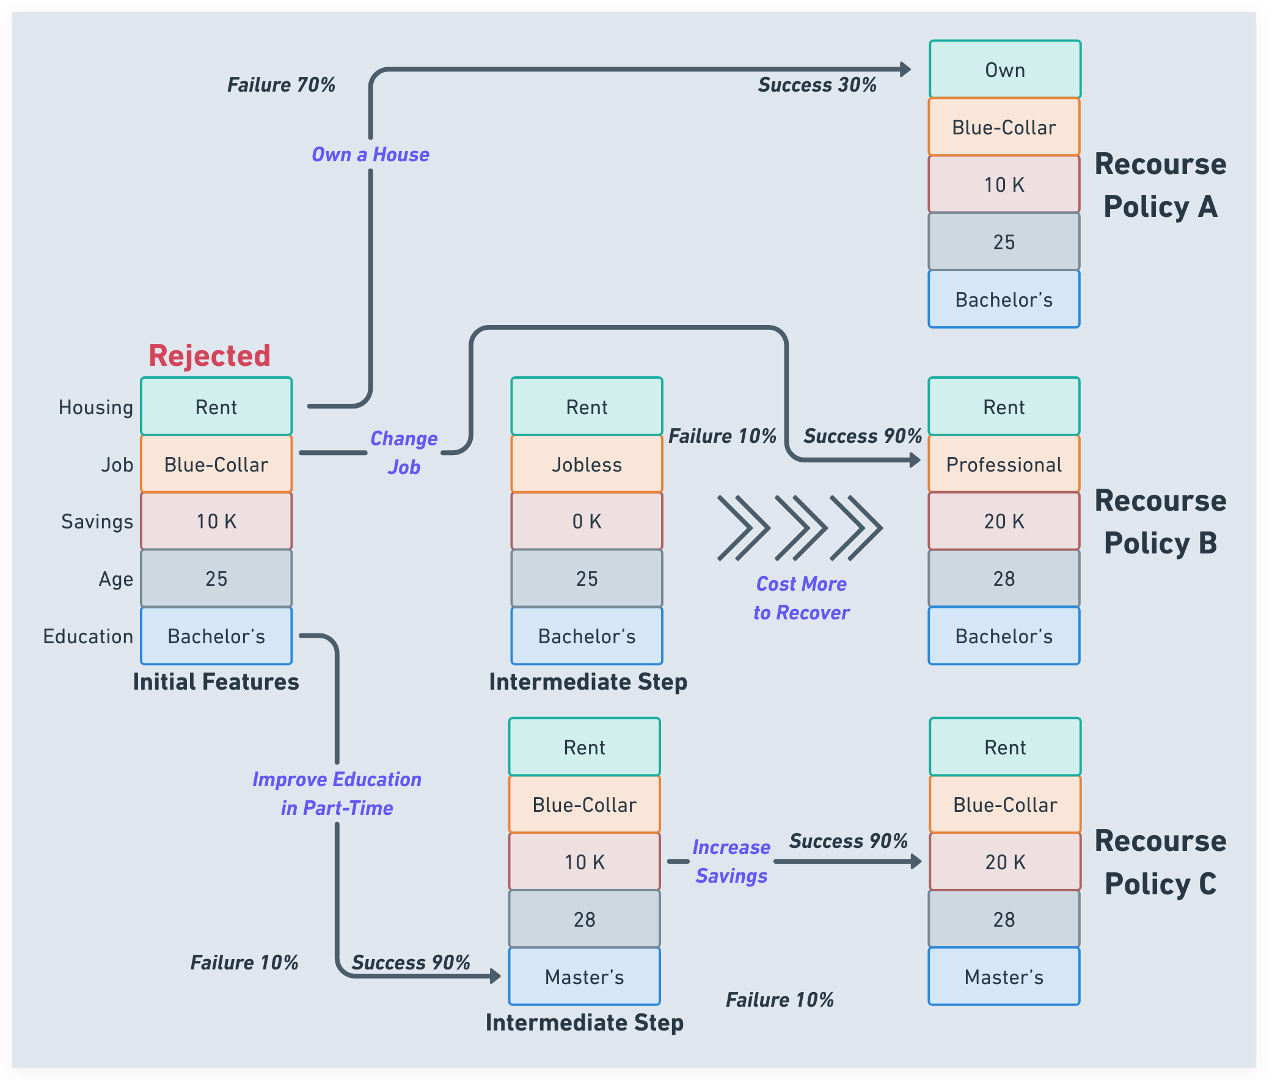 Failure 70%
Success 30%
Own a House
Own
Blue-Collar
10 K
25
Bachelor's
Recourse
Policy A
Rejected
Housing
Job
Savings
Age
Education
Rent
Blue-Collar
10 K
25
Bachelor's
Initial Features
Change
Job
Rent
Jobless
0 K
25
Bachelor's
Intermediate Step
Failure 10%
Success 90%
Cost More
to Recover
Rent
Professional
20 K
28
Bachelor's
Recourse
Policy B
Improve Education
in Part-Time
Failure 10%
Success 90%
Rent
Blue-Collar
10 K
28
Master's
Intermediate Step
Increase
Savings
Success 90%
Failure 10%
Rent
Blue-Collar
20 K
28
Master's
Recourse
Policy C